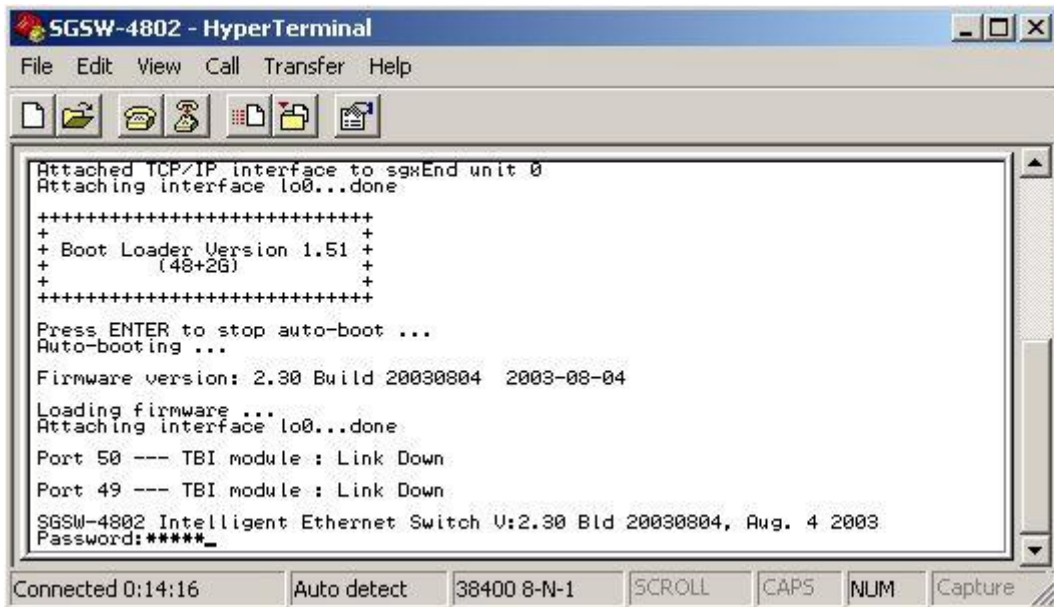 SGSW-4802 - HyperTerminal
File Edit View Call Transfer Help
Attached TCP/IP interface to sgxEnd unit 0
Attaching interface lo0...done
++++++++++++++++++++++++++++
+ +
+ Boot Loader Version 1.51 +
+ (48+2G) +
+ +
++++++++++++++++++++++++++++
Press ENTER to stop auto-boot ...
Auto-booting ...
Firmware version: 2.30 Build 20030804 2003-08-04
Loading firmware ...
Attaching interface lo0...done
Port 50 --- TBI module : Link Down
Port 49 --- TBI module : Link Down
SGSW-4802 Intelligent Ethernet Switch V:2.30 Bld 20030804, Aug. 4 2003
Password:*****_
Connected 0:14:16 Auto detect 38400 8-N-1 SCROLL CAPS NUM Capture